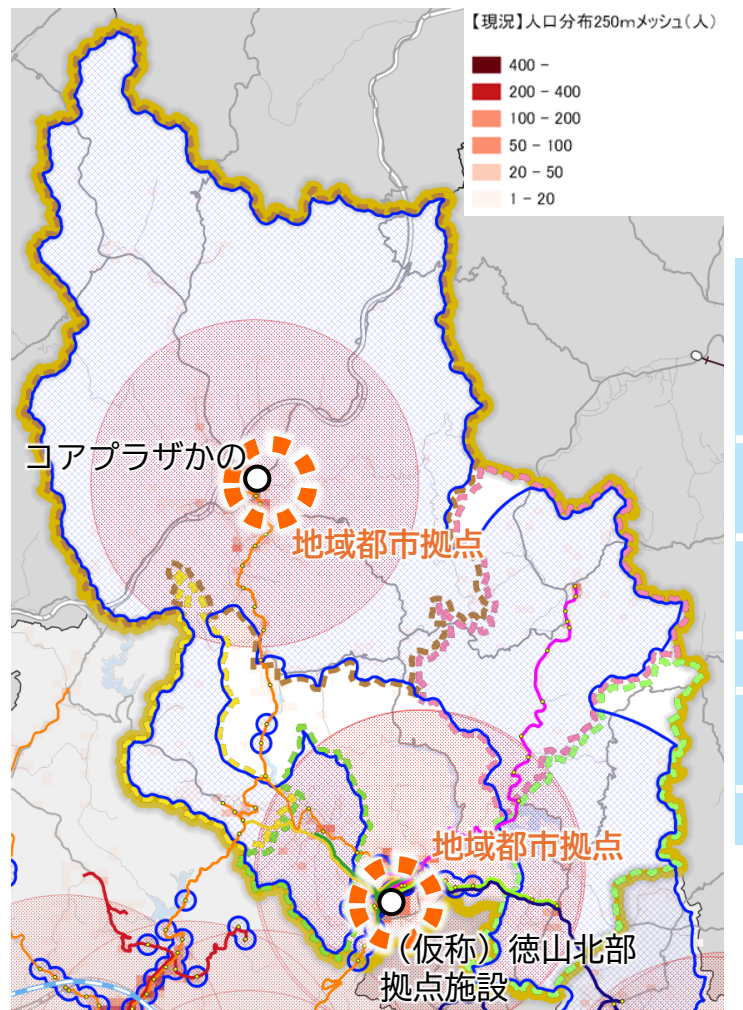 【現況】人口分布250mメッシュ(人)
400 -
200 - 400
100 - 200
50 - 100
20 - 50
1 - 20
コアプラザかの
地域都市拠点
地域都市拠点
（仮称）徳山北部
拠点施設